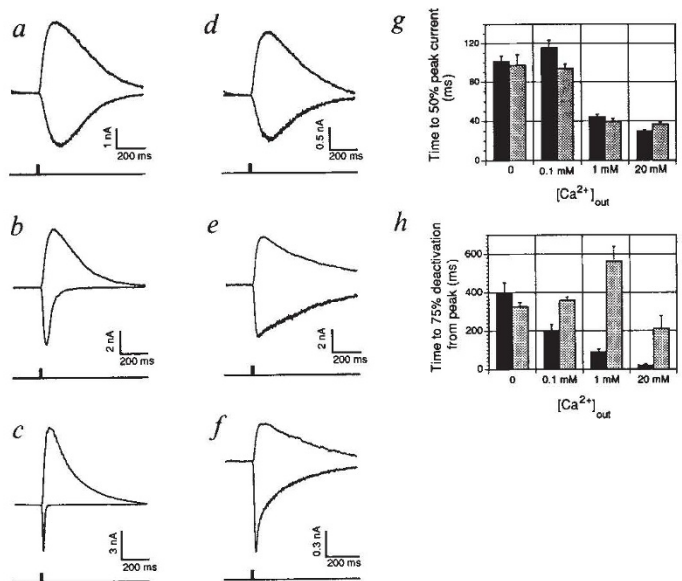 a
1 nA
200 ms
b
2 nA
200 ms
c
3 nA
200 ms
d
0.5 nA
200 ms
e
2 nA
200 ms
f
0.3 nA
200 ms
g
Time to 50% peak current
(ms)
120
80
40
0
0
0.1 mM
1 mM
20 mM
[Ca2+]out
h
Time to 75% deactivation
from peak (ms)
600
400
200
0
0
0.1 mM
1 mM
20 mM
[Ca2+]out